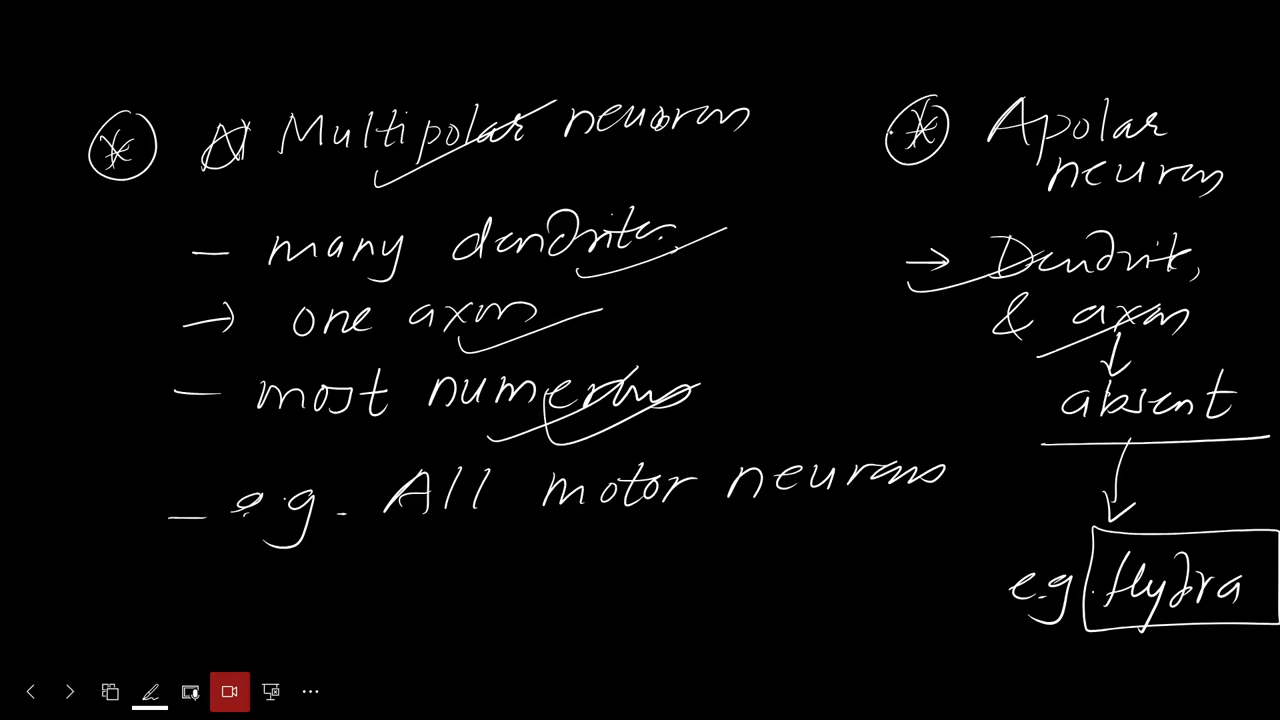 Multipolar neurons
- many dendrites
→ one axon
- most numerous
- e.g. All motor neurons
Apolar
neurons
→ Dendrite,
& axon
absent
e.g. Hydra